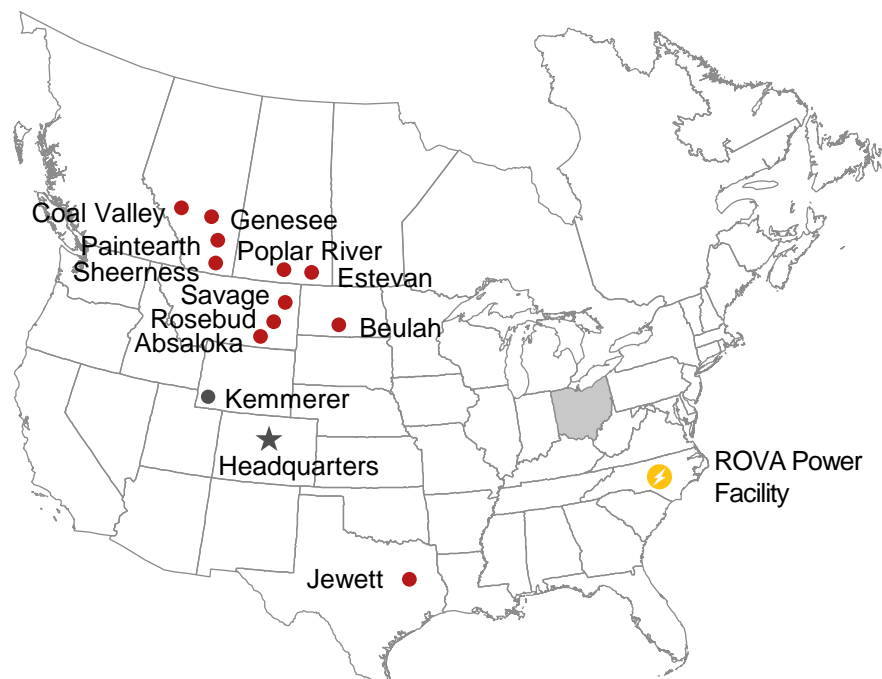 Coal Valley
Genesee
Paintearth
Poplar River
Sheerness
Estevan
Savage
Rosebud
Beulah
Absaloka
Kemmerer
Headquarters
ROVA Power
Facility
Jewett